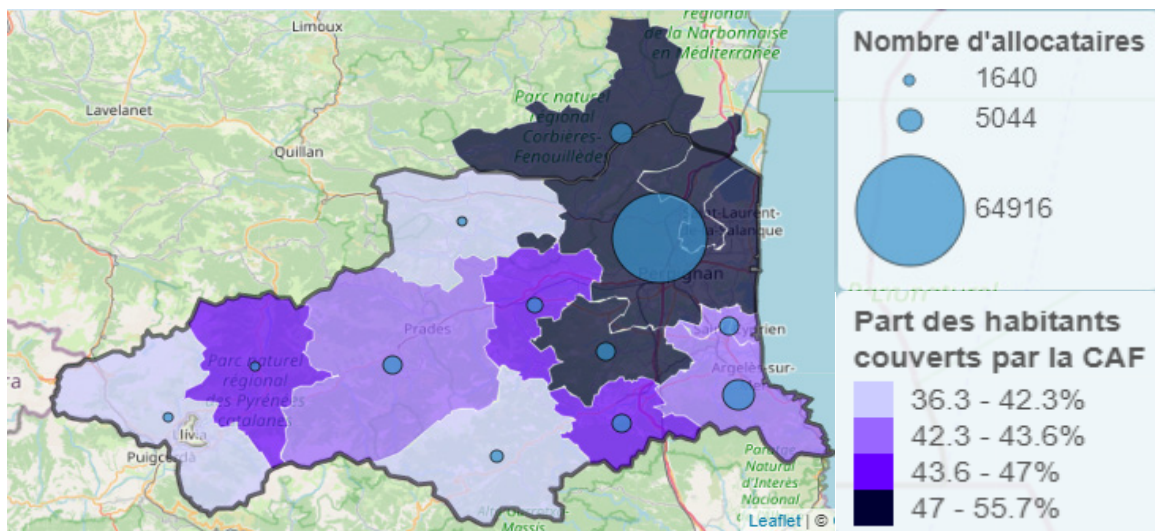 Limoux
régional
de la Narbonnaise
en Méditerranée
Lavelanet
Quillan
Parc naturel
régional
Corbières-
Fenouillèdes
Saint-Laurent-
de-la-Salanque
Perpignan
Prades
Saint-Cyprien
Argelès-sur-
Parc naturel
régional
des Pyrénées
catalanes
Puigcerdà
Paratge
Natural
d'Interès
Nacional
Massís
Leaflet | ©
Nombre d'allocataires
1640
5044
64916
Part des habitants
couverts par la CAF
36.3 - 42.3%
42.3 - 43.6%
43.6 - 47%
47 - 55.7%